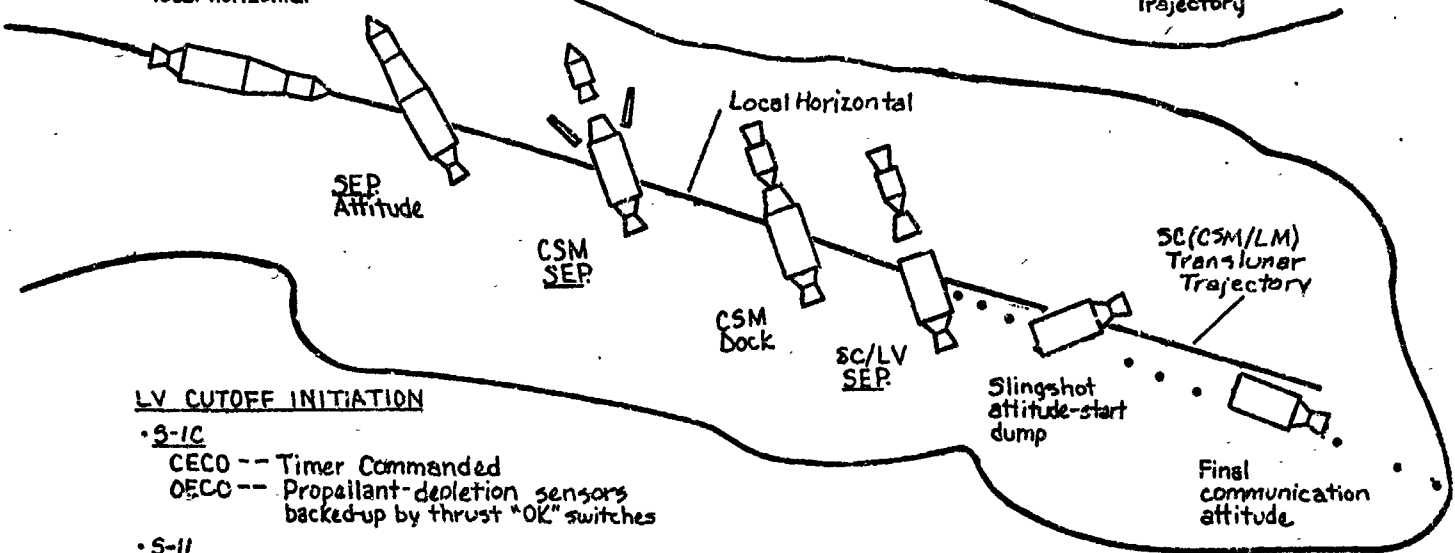 Local Horizontal
Trajectory
Local Horizontal
SEP.
Attitude
CSM
SEP.
CSM
Dock
SC/LV
SEP.
SC(CSM/LM)
Translunar
Trajectory
Slingshot
attitude-start
dump
Final
communication
attitude
LV CUTOFF INITIATION
• S-IC
CECO -- Timer Commanded
OECO -- Propellant-depletion sensors
backed-up by thrust "OK" switches
• S-II